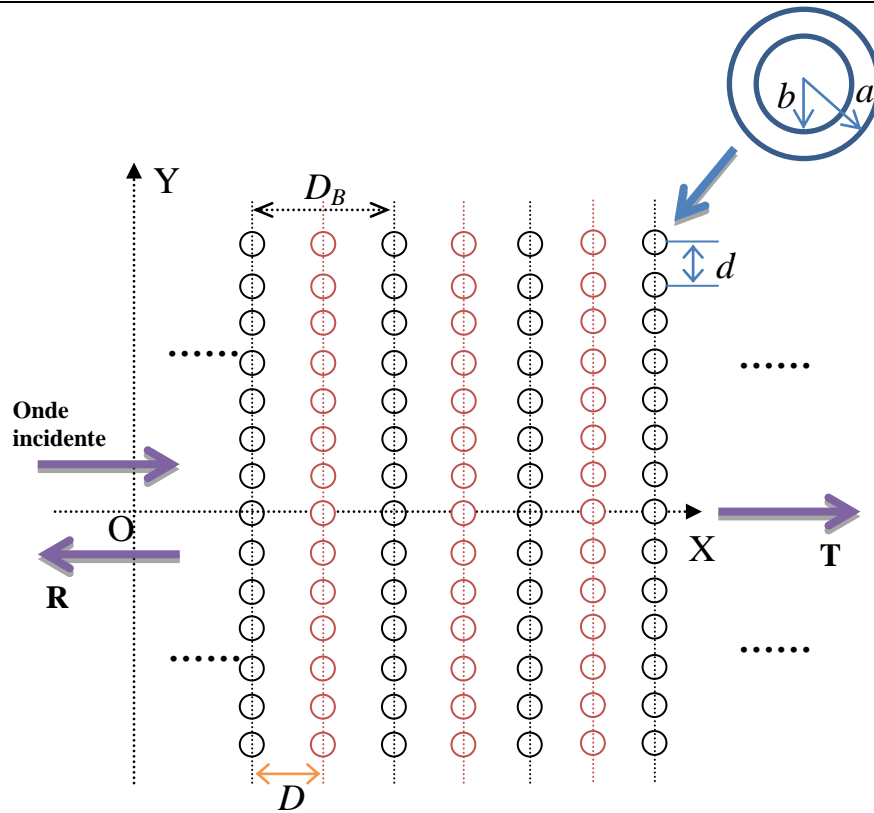 b a
Y
D_B
d
......
......
Onde
incidente
O
X
R
T
......
......
D